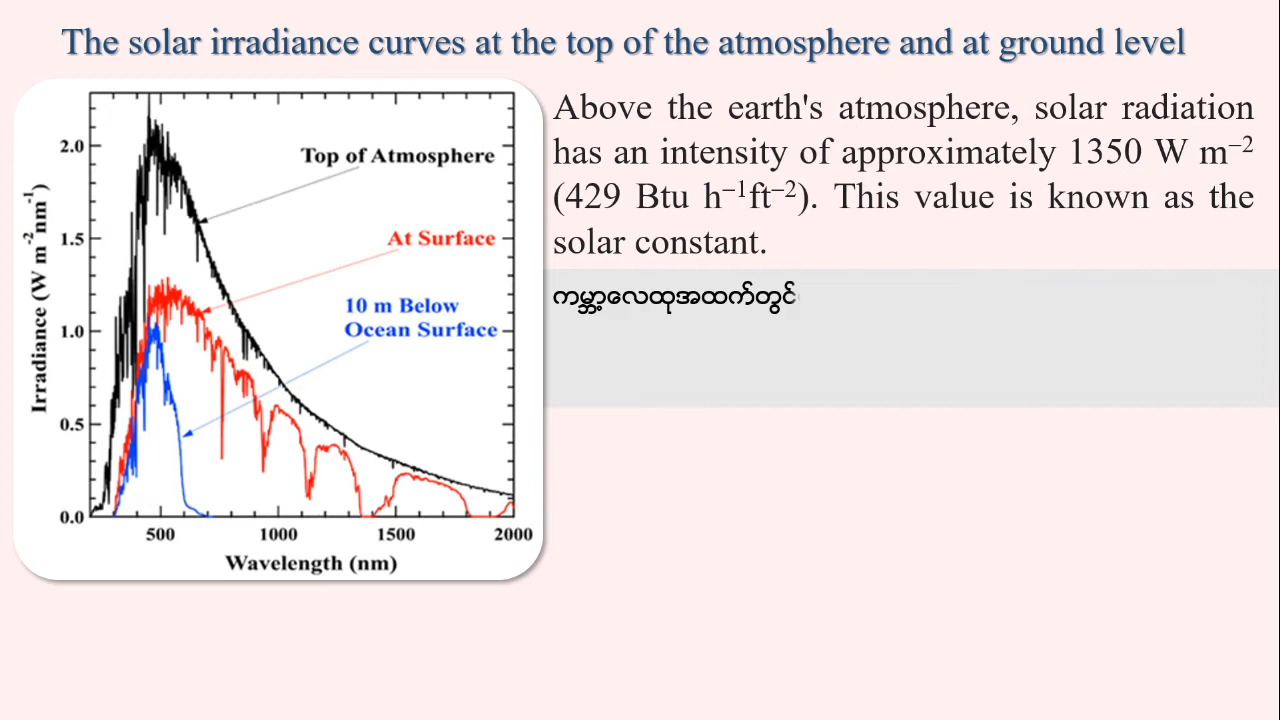 The solar irradiance curves at the top of the atmosphere and at ground level
2.0
1.5
1.0
0.5
0.0
Irradiance (W m⁻² nm⁻¹)
Top of Atmosphere
At Surface
10 m Below
Ocean Surface
500 1000 1500 2000
Wavelength (nm)
Above the earth's atmosphere, solar radiation
has an intensity of approximately 1350 W m⁻²
(429 Btu h⁻¹ft⁻²). This value is known as the
solar constant.
ကမ္ဘာ့လေထုအထက်တွင်